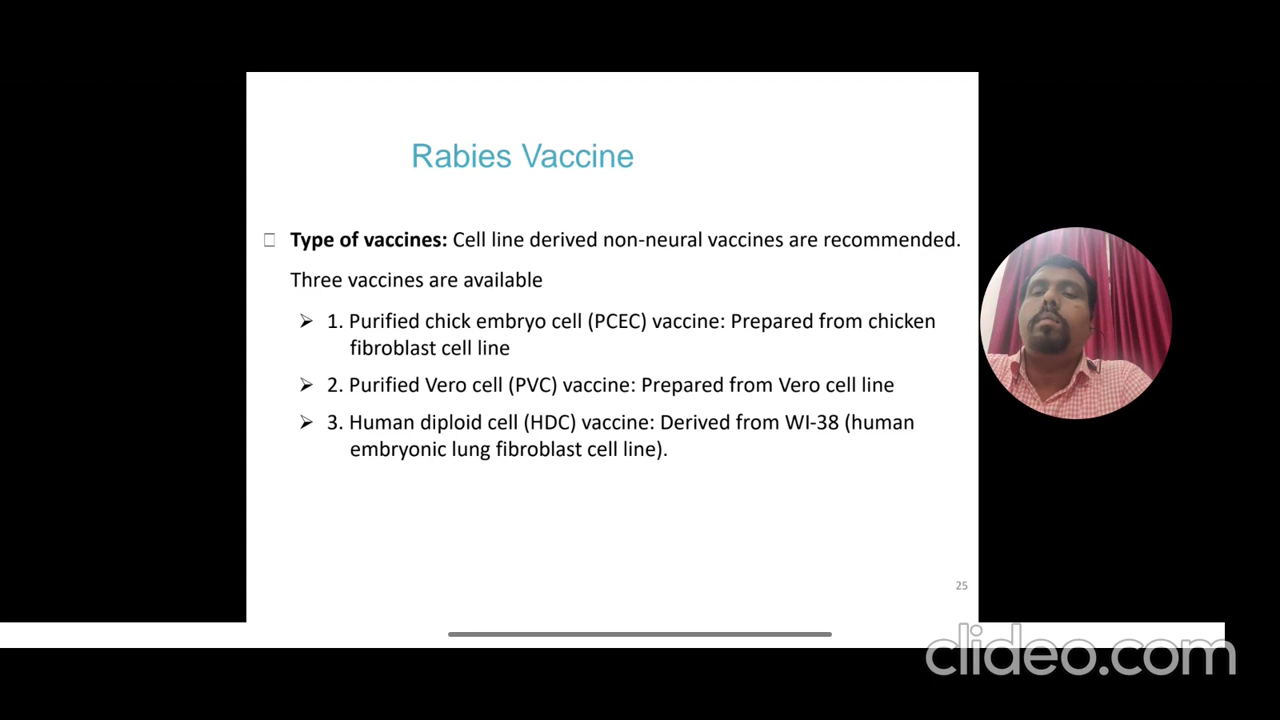 Rabies Vaccine
□ Type of vaccines: Cell line derived non-neural vaccines are recommended.
Three vaccines are available
➢ 1. Purified chick embryo cell (PCEC) vaccine: Prepared from chicken
fibroblast cell line
➢ 2. Purified Vero cell (PVC) vaccine: Prepared from Vero cell line
➢ 3. Human diploid cell (HDC) vaccine: Derived from WI-38 (human
embryonic lung fibroblast cell line).
25
clideo.com